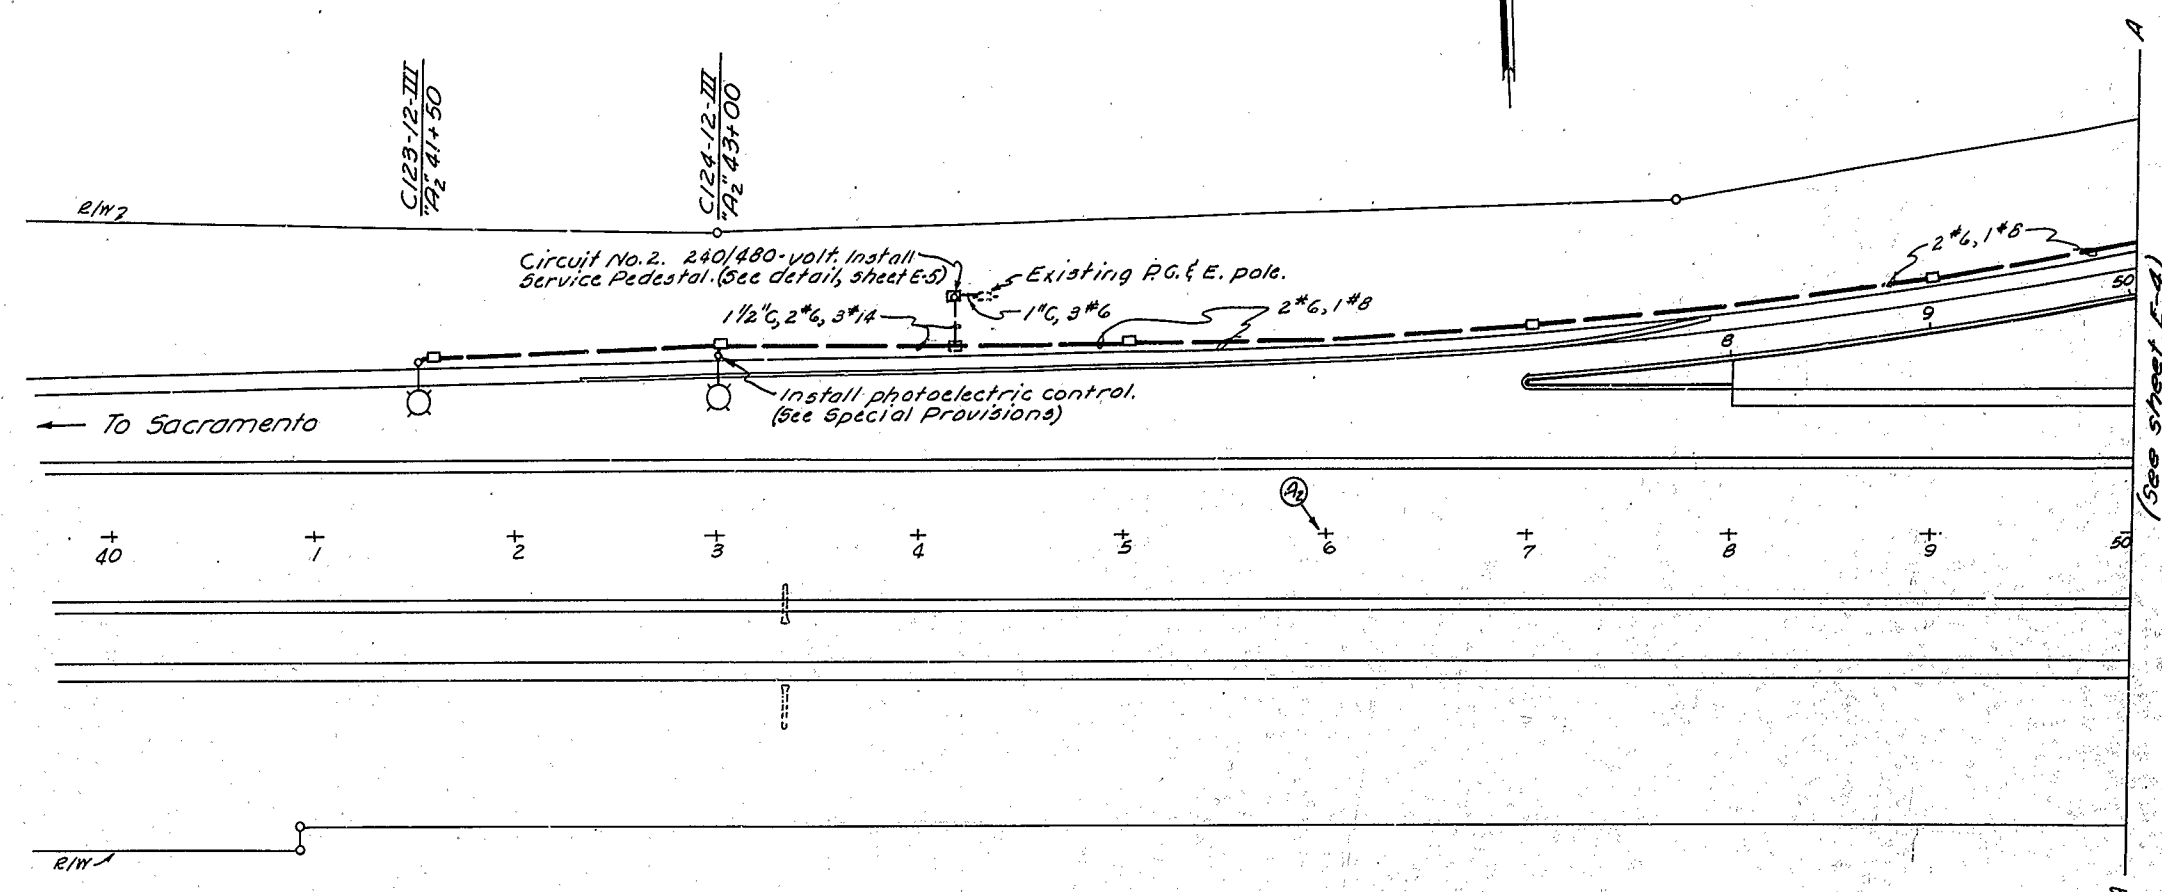 C123-12-III
"A2" 41+50
C124-12-III
"A2" 43+00
A
R/W
Circuit No. 2. 240/480-volt. Install
Service Pedestal. (See detail, sheet E-5)
Existing P.G. & E. pole.
1 1/2"C, 2#6, 3#14
1"C, 3#6
2#6, 1#8
2#6, 1#8
50
9
8
Install photoelectric control.
(See Special Provisions)
To Sacramento
(See sheet E-4)
A2
40 1 2 3 4 5 6 7 8 9 50
R/W